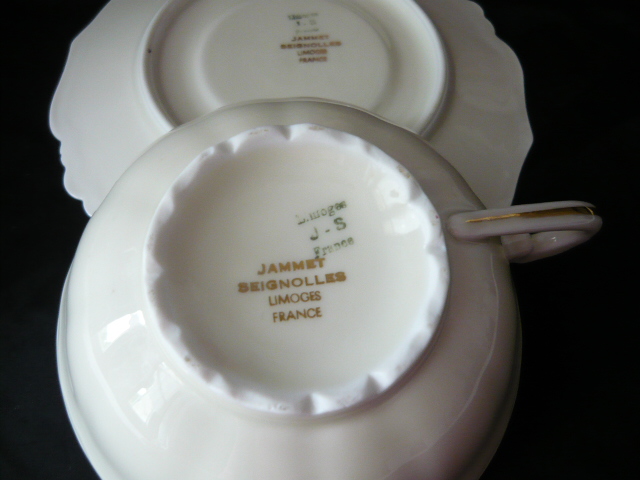 J-S
JAMMET
SEIGNOLLES
LIMOGES
FRANCE
Limoges
J-S
France
JAMMET
SEIGNOLLES
LIMOGES
FRANCE